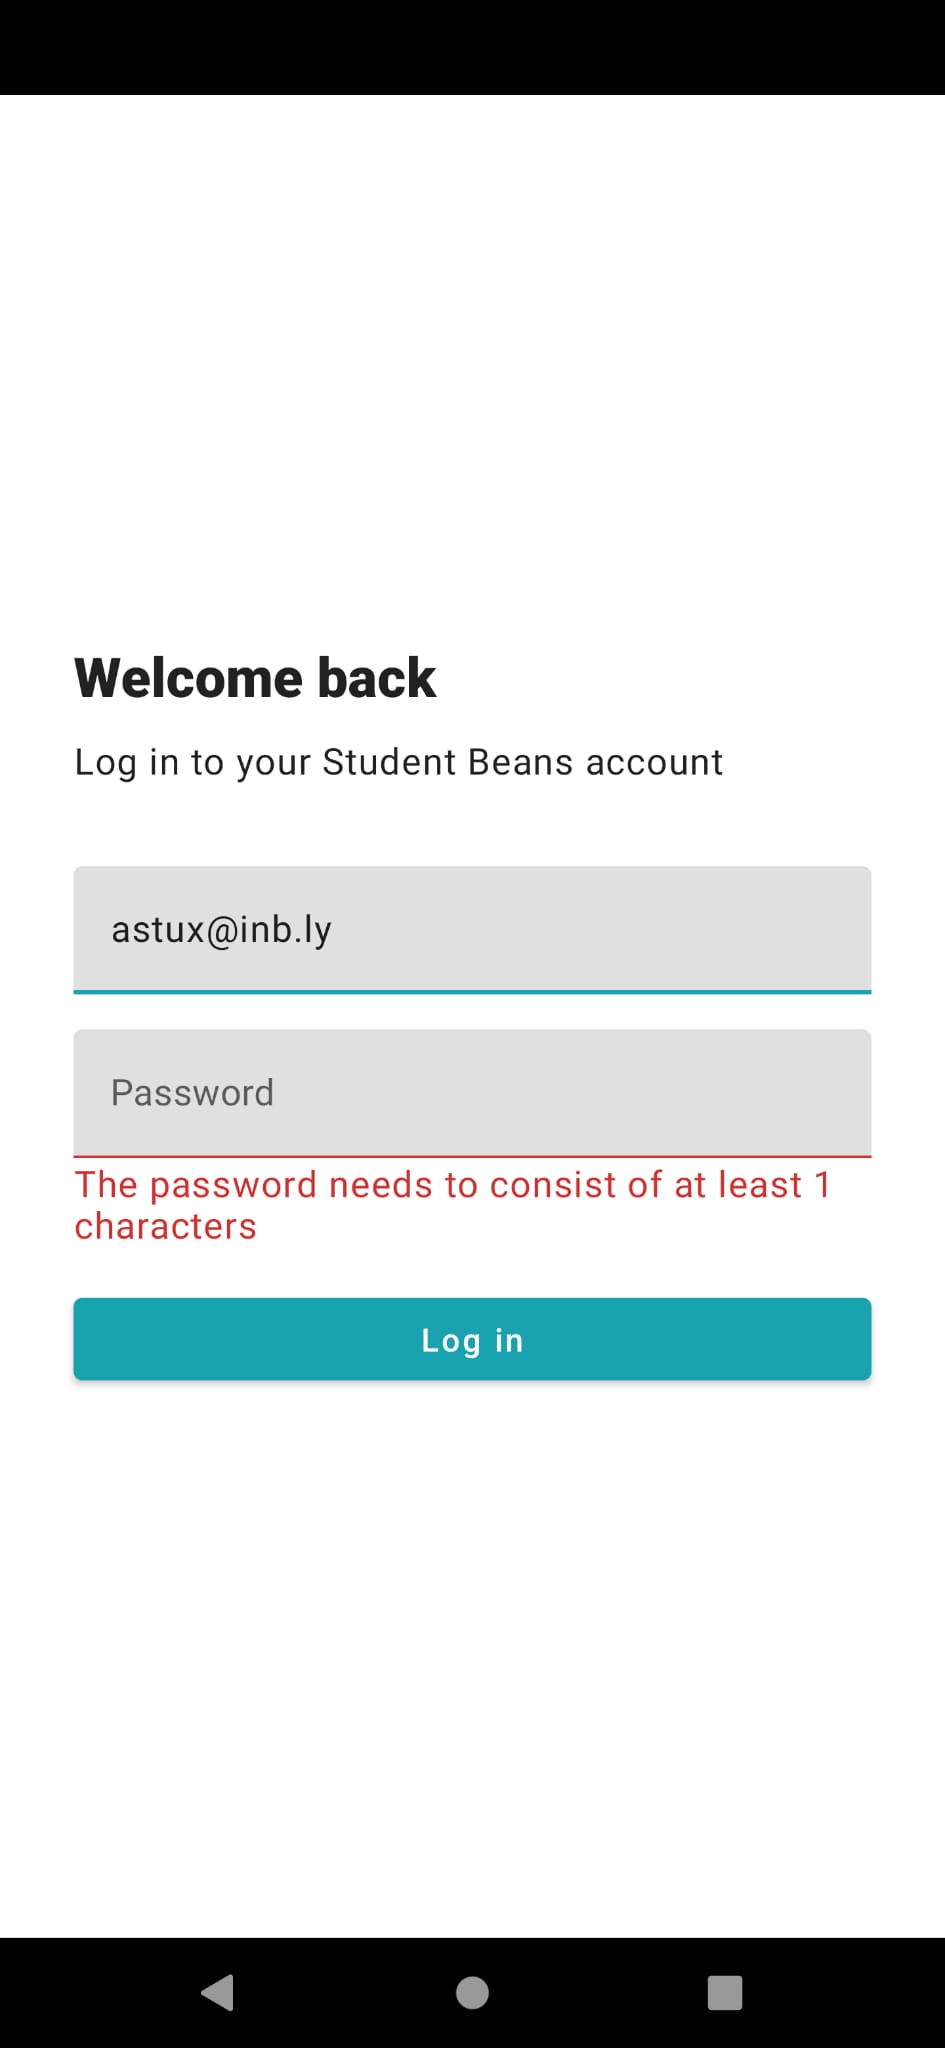 Welcome back
Log in to your Student Beans account
astux@inb.ly
Password
The password needs to consist of at least 1
characters
Log in